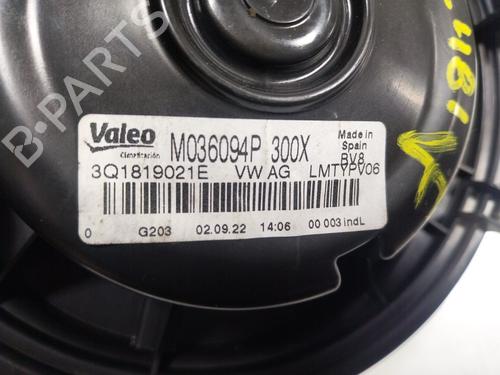 Valeo M036094P 300X Made in Spain
Climatización BV8
3Q1819021E VW AG LMTYPV06
0 G203 02.09.22 14:06 00 003 indL
B-PARTS